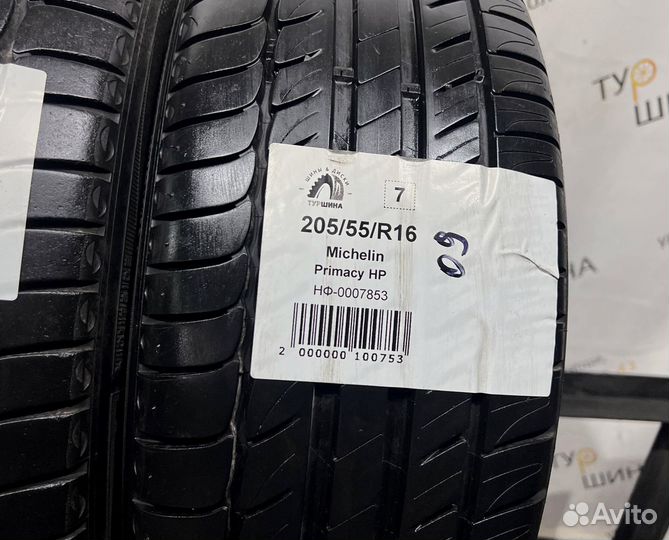 ШИНЫ & ДИСКИ
ТУРШИНА
7
205/55/R16
Michelin
Primacy HP
НФ-0007853
2 000000 100753
09
ТУР
ШИНА
ТУР
ШИНА
Avito